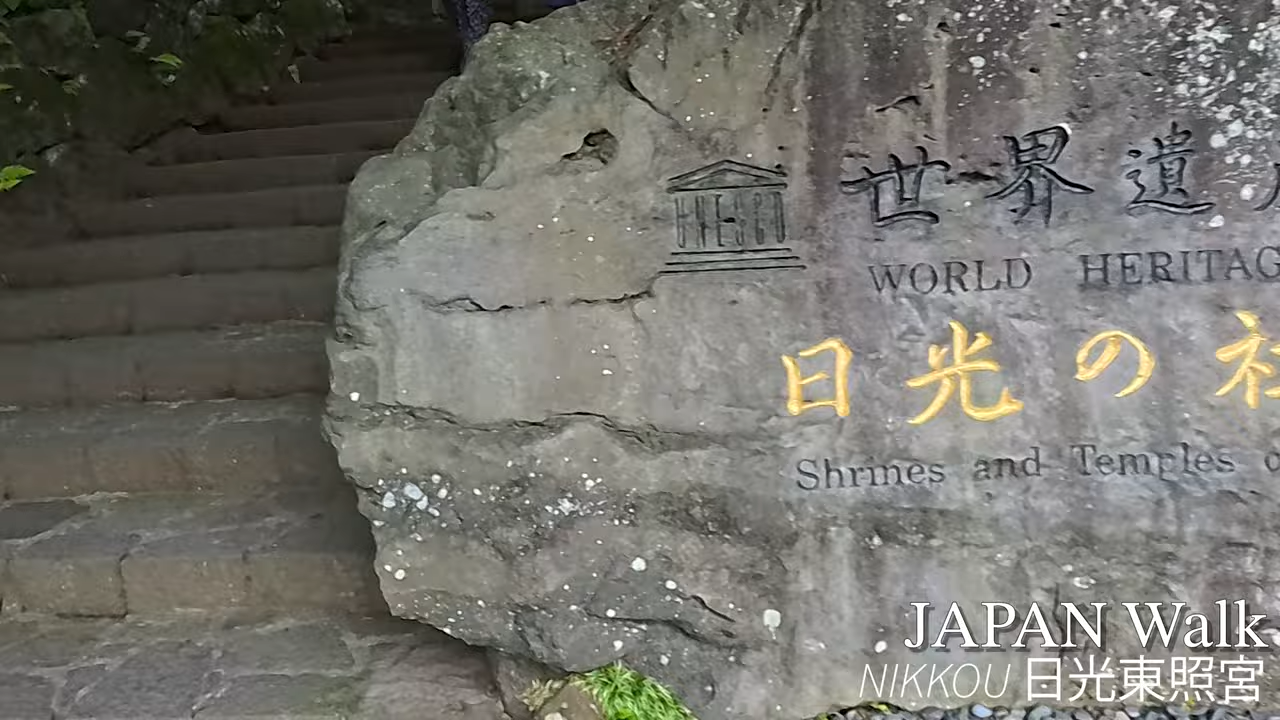 UNESCO
世界遺
WORLD HERITAG
日光の社
Shrines and Temples
JAPAN Walk
NIKKOU 日光東照宮